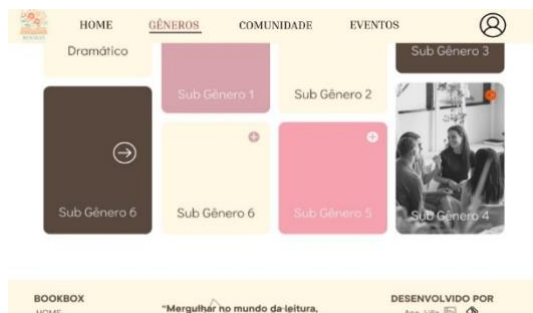 HOME GÊNEROS COMUNIDADE EVENTOS
Dramático
Sub Gênero 1
Sub Gênero 2
Sub Gênero 3
Sub Gênero 6
Sub Gênero 6
Sub Gênero 5
Sub Gênero 4
BOOKBOX
HOME
"Mergulhar no mundo da leitura,
DESENVOLVIDO POR